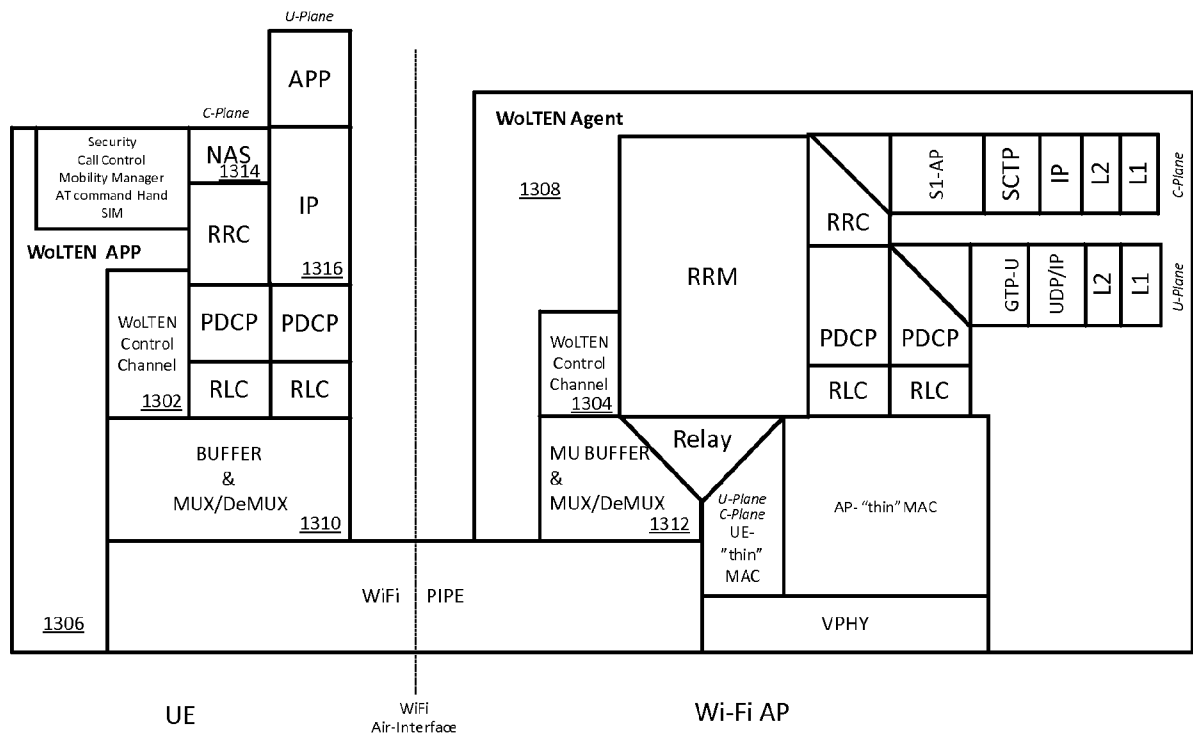 U-Plane
APP
C-Plane
Security
Call Control
Mobility Manager
AT command Hand
SIM
NAS
1314
RRC
IP
1316
WoLTEN APP
WoLTEN
Control
Channel
1302
PDCP
PDCP
RLC
RLC
BUFFER
&
MUX/DeMUX
1310
1306
WiFi
PIPE
UE
WiFi
Air-Interface
WoLTEN Agent
1308
RRM
RRC
S1-AP
SCTP
IP
L2
L1
C-Plane
GTP-U
UDP/IP
L2
L1
U-Plane
PDCP
PDCP
RLC
RLC
WoLTEN
Control
Channel
1304
MU BUFFER
&
MUX/DeMUX
1312
Relay
U-Plane
C-Plane
UE-
"thin"
MAC
AP- "thin" MAC
VPHY
Wi-Fi AP